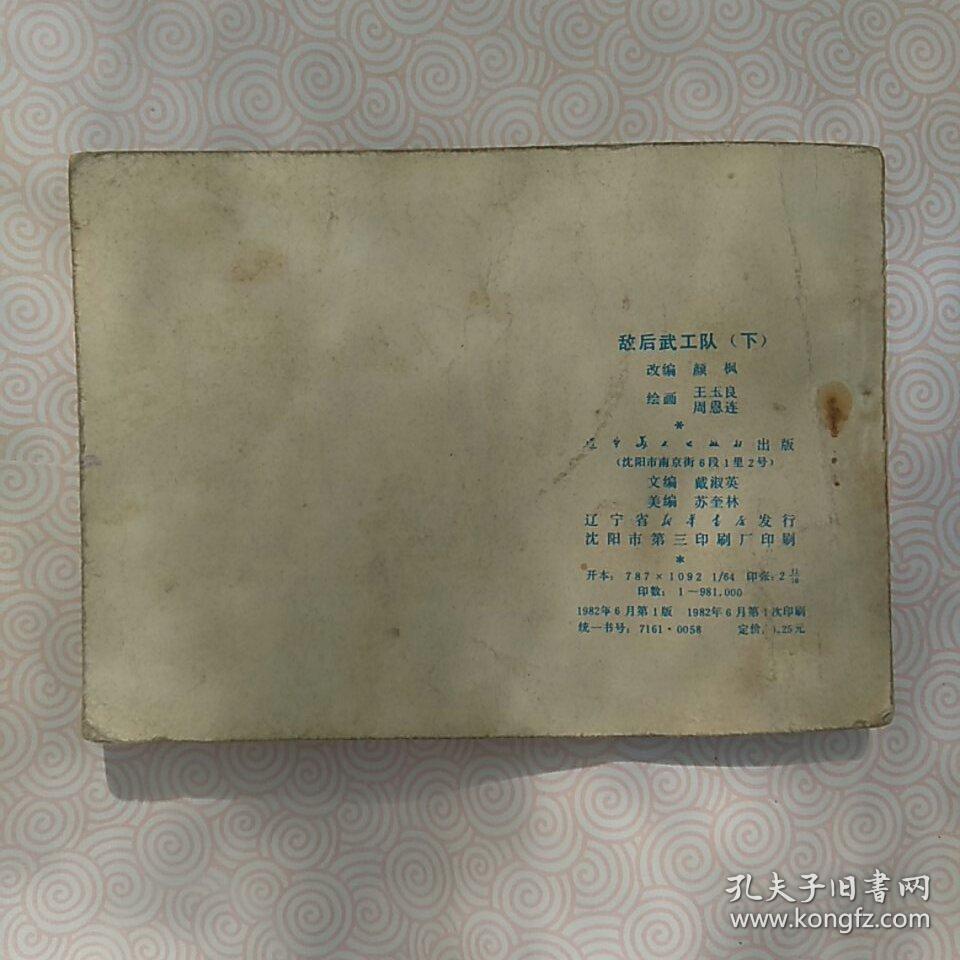 敌后武工队（下）
改编 颜枫
绘画 王玉良
周恩连
*
辽宁美术出版社出版
（沈阳市南京街6段1里2号）
文编 戴淑英
美编 苏奎林
辽宁省新华书店发行
沈阳市第三印刷厂印刷
*
开本：787×1092 1/64 印张：2
印数：1—981,000
1982年6月第1版 1982年6月第1次印刷
统一书号：7161·0058 定价：.25元
孔夫子旧書网
www.kongfz.com